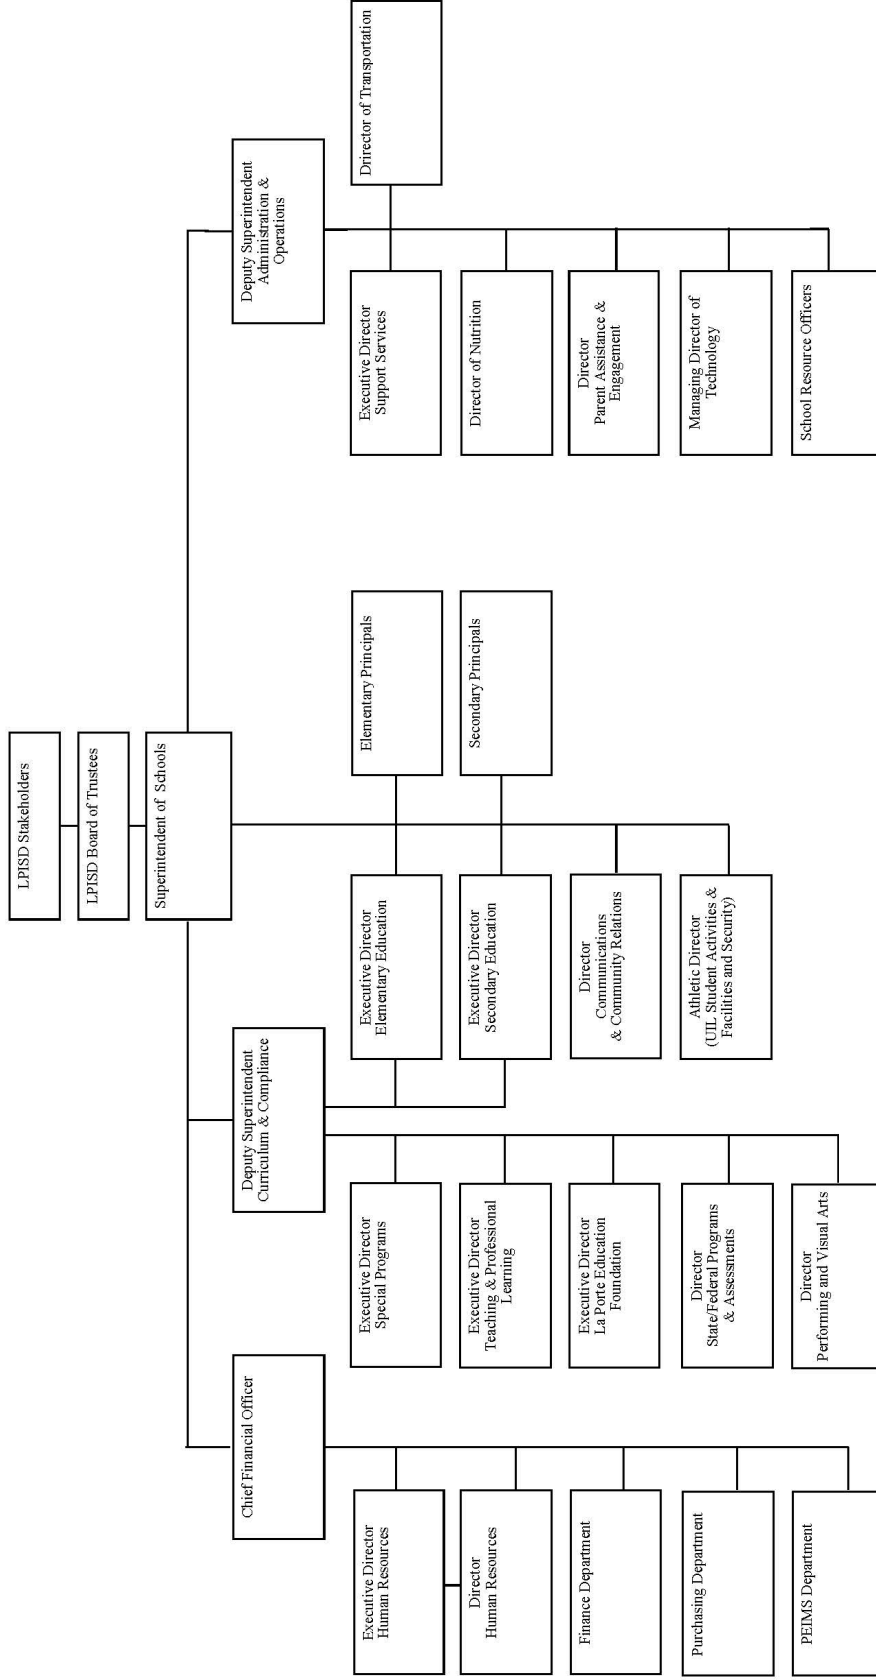 LPISD Stakeholders
LPISD Board of Trustees
Superintendent of Schools
Chief Financial Officer
Deputy Superintendent
Curriculum & Compliance
Deputy Superintendent
Administration &
Operations
Executive Director
Human Resources
Director
Human Resources
Finance Department
Purchasing Department
PEIMS Department
Executive Director
Special Programs
Executive Director
Teaching & Professional
Learning
Executive Director
La Porte Education
Foundation
Director
State/Federal Programs
& Assessments
Director
Performing and Visual Arts
Executive Director
Elementary Education
Executive Director
Secondary Education
Director
Communications
& Community Relations
Athletic Director
(UIL Student Activities &
Facilities and Security)
Elementary Principals
Secondary Principals
Executive Director
Support Services
Director of Nutrition
Director
Parent Assistance &
Engagement
Managing Director of
Technology
School Resource Officers
Drirector of Transportation